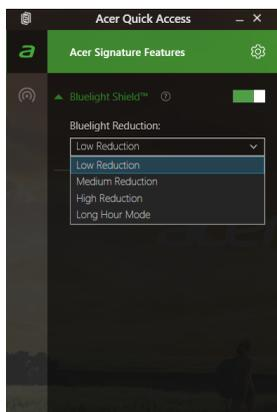 Acer Quick Access
a
Acer Signature Features
Bluelight Shield™ ?
Bluelight Reduction:
Low Reduction
Low Reduction
Medium Reduction
High Reduction
Long Hour Mode
acer